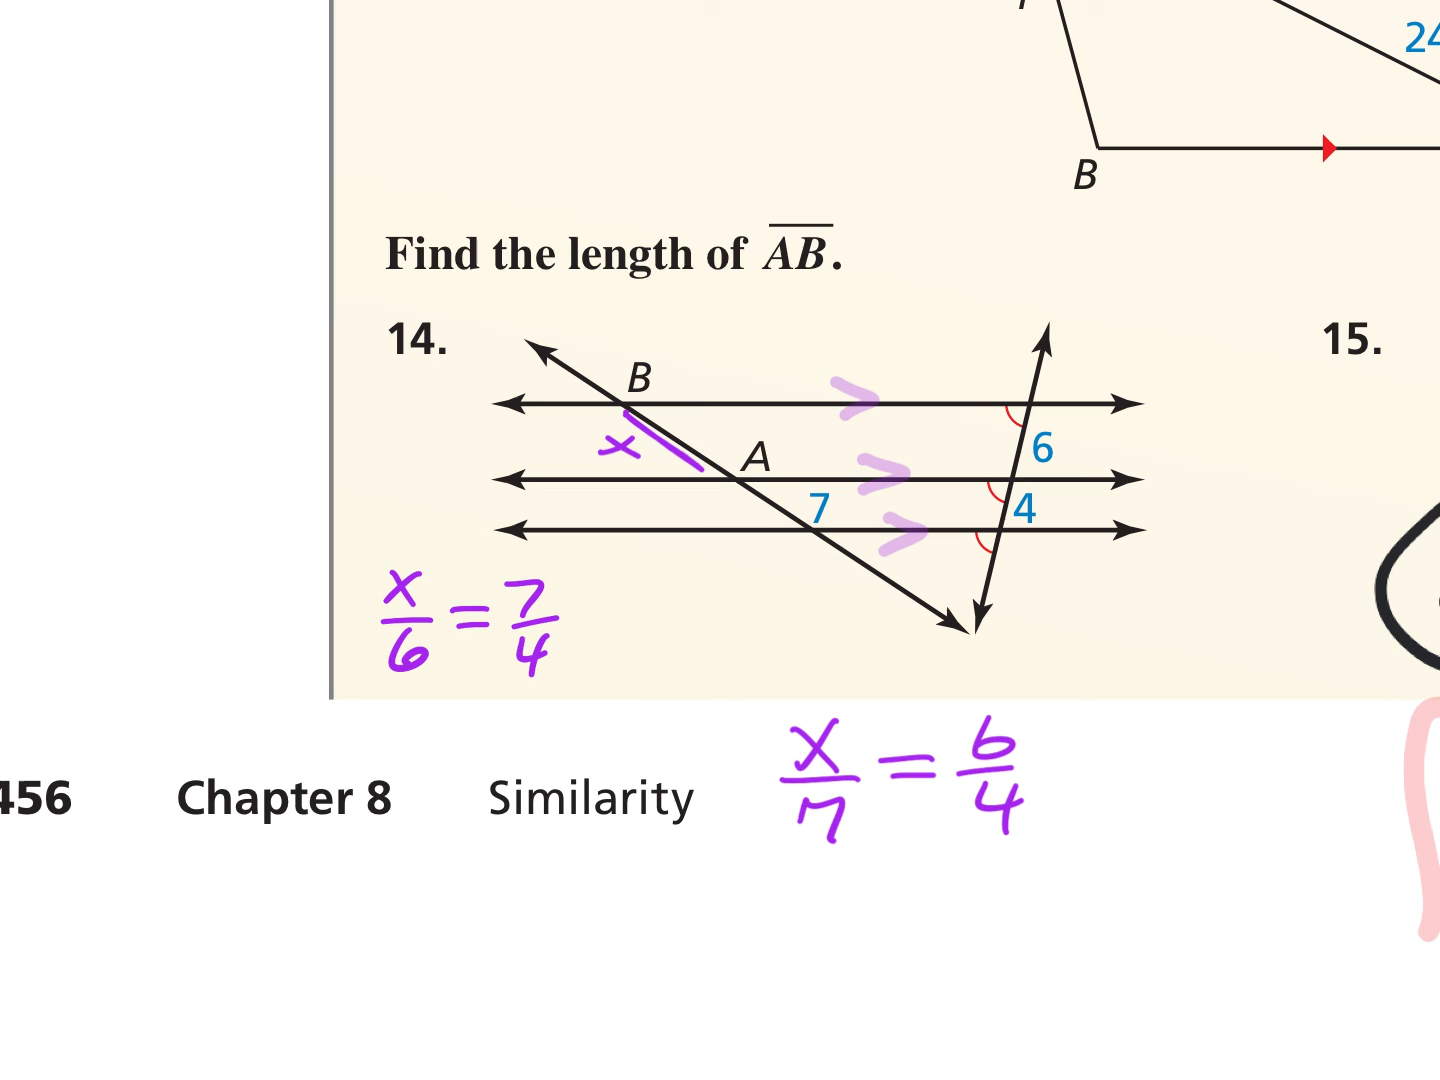 24
B
Find the length of AB.
14.
15.
B
x
A
6
7
4
>
>
>
x/6 = 7/4
x/7 = 6/4
456 Chapter 8 Similarity